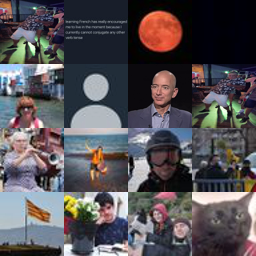 learning French has really encouraged
me to live in the moment because i
currently cannot conjugate any other
verb tense